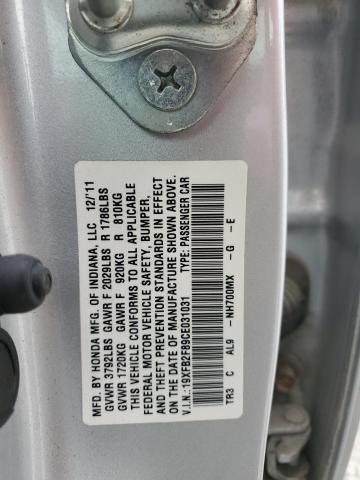 MFD. BY HONDA MFG. OF INDIANA, LLC 12/'11
GVWR 3792LBS GAWR F 2029LBS R 1786LBS
GVWR 1720KG GAWR F 920KG R 810KG
THIS VEHICLE CONFORMS TO ALL APPLICABLE
FEDERAL MOTOR VEHICLE SAFETY, BUMPER,
AND THEFT PREVENTION STANDARDS IN EFFECT
ON THE DATE OF MANUFACTURE SHOWN ABOVE.
V.I.N.:19XFB2F89CE031031 TYPE: PASSENGER CAR
TR3 C AL9 -NH700MX -G -E